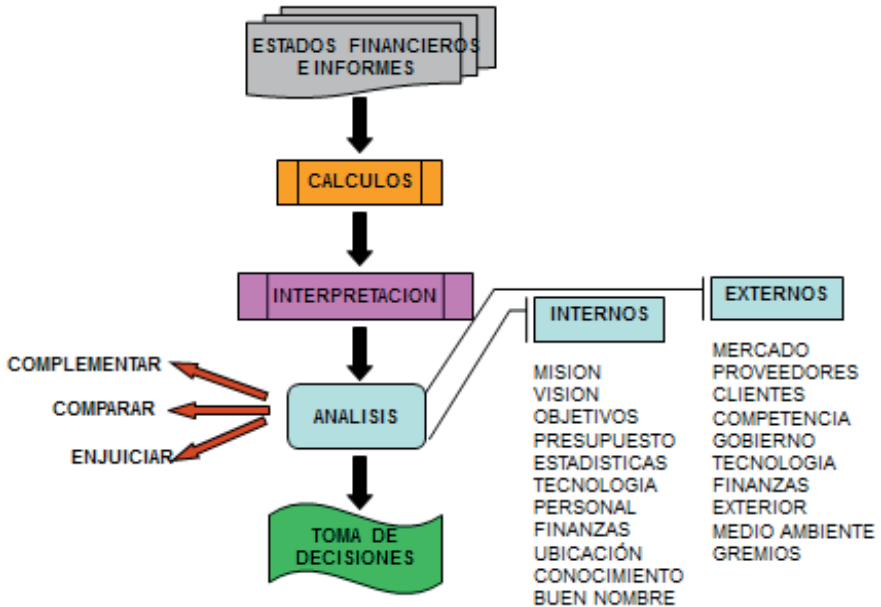 ESTADOS FINANCIEROS
E INFORMES
CALCULOS
INTERPRETACION
ANALISIS
COMPLEMENTAR
COMPARAR
ENJUICIAR
TOMA DE
DECISIONES
INTERNOS
MISION
VISION
OBJETIVOS
PRESUPUESTO
ESTADISTICAS
TECNOLOGIA
PERSONAL
FINANZAS
UBICACIÓN
CONOCIMIENTO
BUEN NOMBRE
EXTERNOS
MERCADO
PROVEEDORES
CLIENTES
COMPETENCIA
GOBIERNO
TECNOLOGIA
FINANZAS
EXTERIOR
MEDIO AMBIENTE
GREMIOS